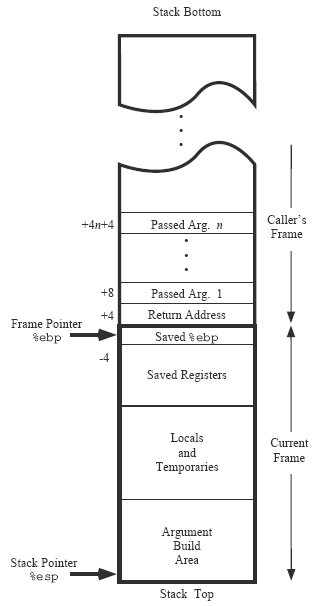 Stack Bottom
+4n+4
Passed Arg. n
Caller's
Frame
+8
Passed Arg. 1
+4
Return Address
Frame Pointer
%ebp
Saved %ebp
-4
Saved Registers
Locals
and
Temporaries
Current
Frame
Argument
Build
Area
Stack Pointer
%esp
Stack Top